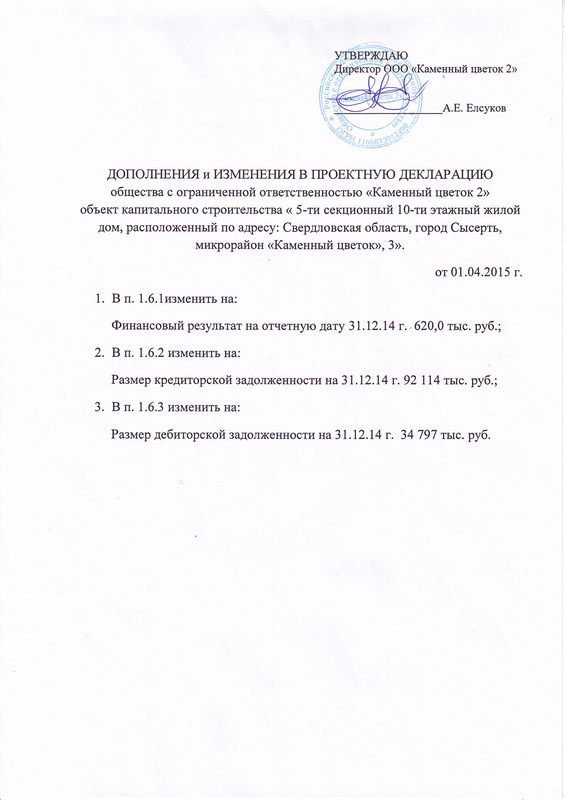 УТВЕРЖДАЮ
Директор ООО «Каменный цветок 2»
А.Е. Елсуков
ДОПОЛНЕНИЯ и ИЗМЕНЕНИЯ В ПРОЕКТНУЮ ДЕКЛАРАЦИЮ
общества с ограниченной ответственностью «Каменный цветок 2»
объект капитального строительства « 5-ти секционный 10-ти этажный жилой
дом, расположенный по адресу: Свердловская область, город Сысерть,
микрорайон «Каменный цветок», 3».
от 01.04.2015 г.
1. В п. 1.6.1изменить на:
Финансовый результат на отчетную дату 31.12.14 г. 620,0 тыс. руб.;
2. В п. 1.6.2 изменить на:
Размер кредиторской задолженности на 31.12.14 г. 92 114 тыс. руб.;
3. В п. 1.6.3 изменить на:
Размер дебиторской задолженности на 31.12.14 г. 34 797 тыс. руб.